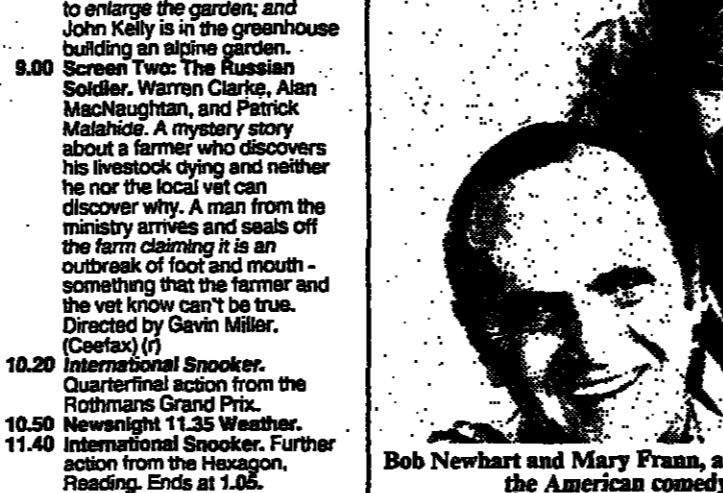 to enlarge the garden; and
John Kelly is in the greenhouse
building an alpine garden.
9.00 Screen Two: The Russian
Soldier. Warren Clarke, Alan
MacNaughtan, and Patrick
Malahide. A mystery story
about a farmer who discovers
his livestock dying and neither
he nor the local vet can
discover why. A man from the
ministry arrives and seals off
the farm claiming it is an
outbreak of foot and mouth -
something that the farmer and
the vet know can't be true.
Directed by Gavin Miller.
(Ceefax) (r)
10.20 International Snooker.
Quarterfinal action from the
Rothmans Grand Prix.
10.50 Newsnight 11.35 Weather.
11.40 International Snooker. Further
action from the Hexagon,
Reading. Ends at 1.05.
Bob Newhart and Mary Frann, a
the American comedy